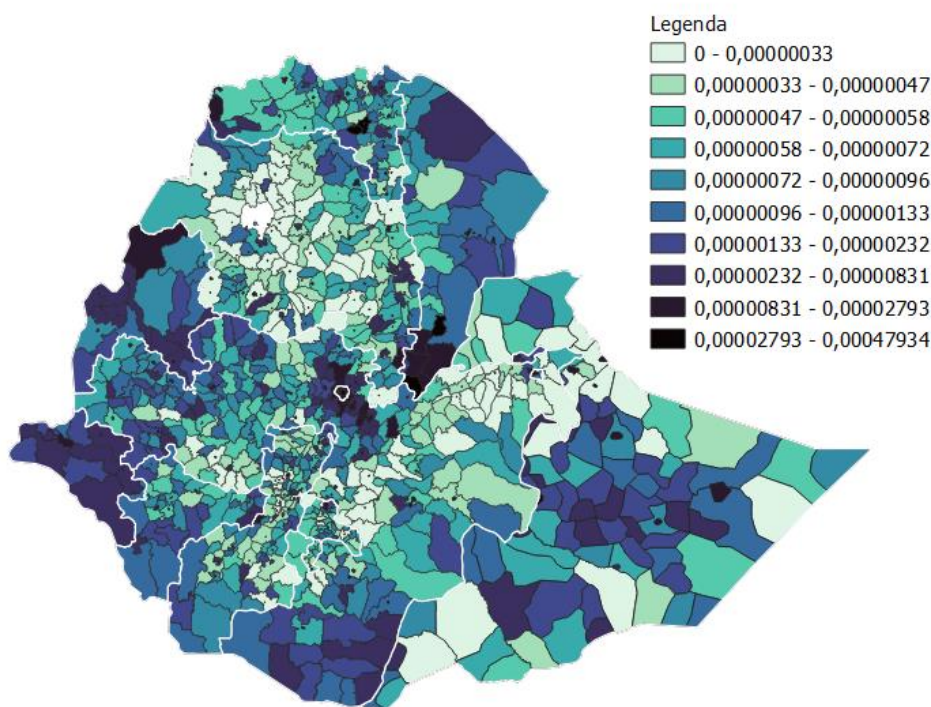 Legenda
0 - 0,00000033
0,00000033 - 0,00000047
0,00000047 - 0,00000058
0,00000058 - 0,00000072
0,00000072 - 0,00000096
0,00000096 - 0,00000133
0,00000133 - 0,00000232
0,00000232 - 0,00000831
0,00000831 - 0,00002793
0,00002793 - 0,00047934